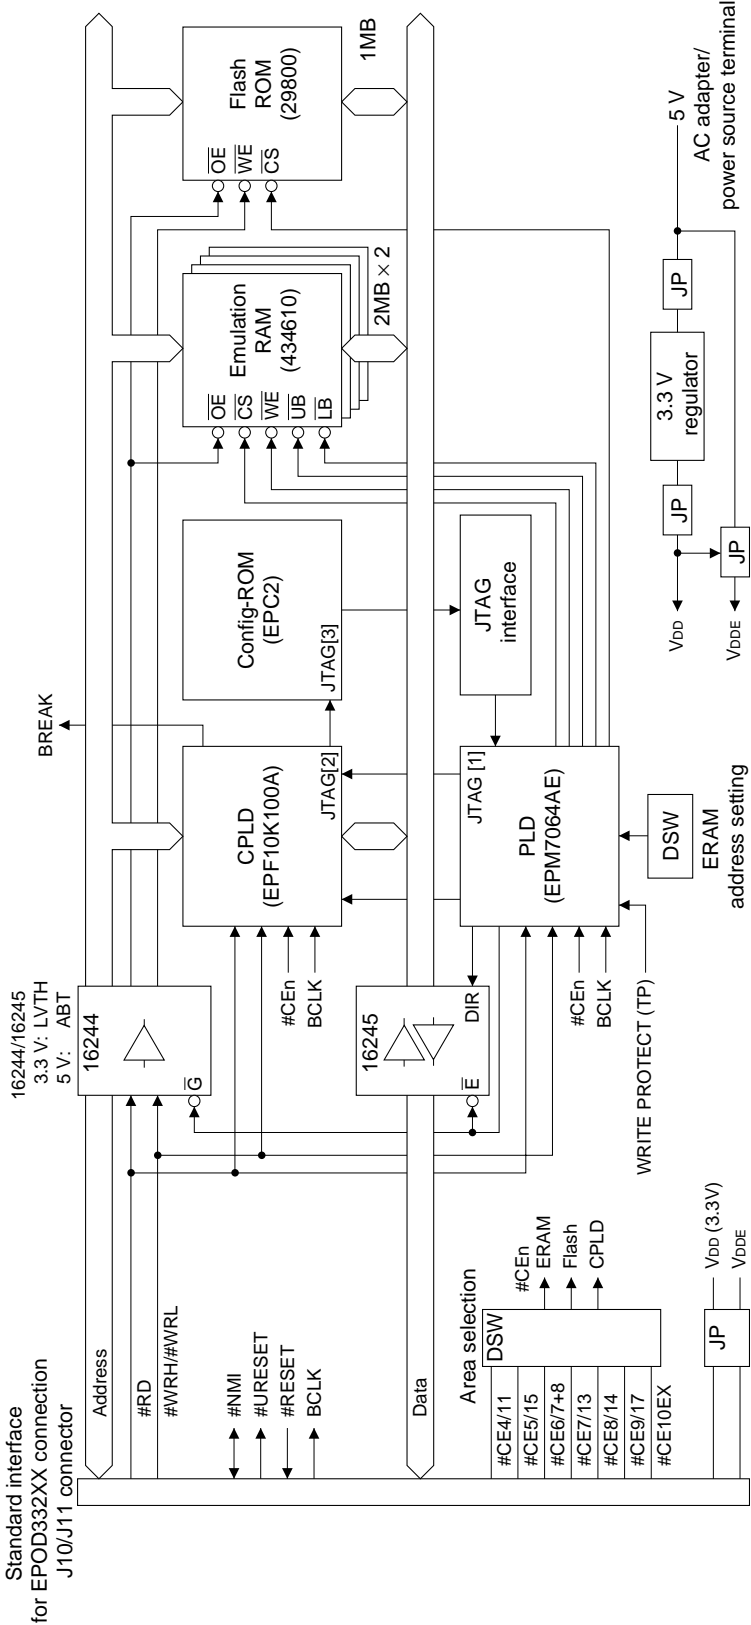 Standard interface
for EPOD332XX connection
J10/J11 connector
Address
#RD
#WRH/#WRL
#NMI
#URESET
#RESET
BCLK
Data
Area selection
DSW
#CEn
ERAM
Flash
CPLD
#CE4/11
#CE5/15
#CE6/7+8
#CE7/13
#CE8/14
#CE9/17
#CE10EX
JP
VDD (3.3V)
VDDE
16244/16245
3.3 V: LVTH
5 V: ABT
16244
G
16245
DIR
E
#CEn
BCLK
#CEn
BCLK
WRITE PROTECT (TP)
BREAK
CPLD
(EPF10K100A)
JTAG[2]
PLD
(EPM7064AE)
JTAG [1]
DSW
ERAM
address setting
Config-ROM
(EPC2)
JTAG[3]
JTAG
interface
Emulation
RAM
(434610)
OE
CS
WE
UB
LB
2MB × 2
Flash
ROM
(29800)
OE
WE
CS
1MB
VDD
VDDE
JP
JP
3.3 V
regulator
JP
5 V
AC adapter/
power source terminal